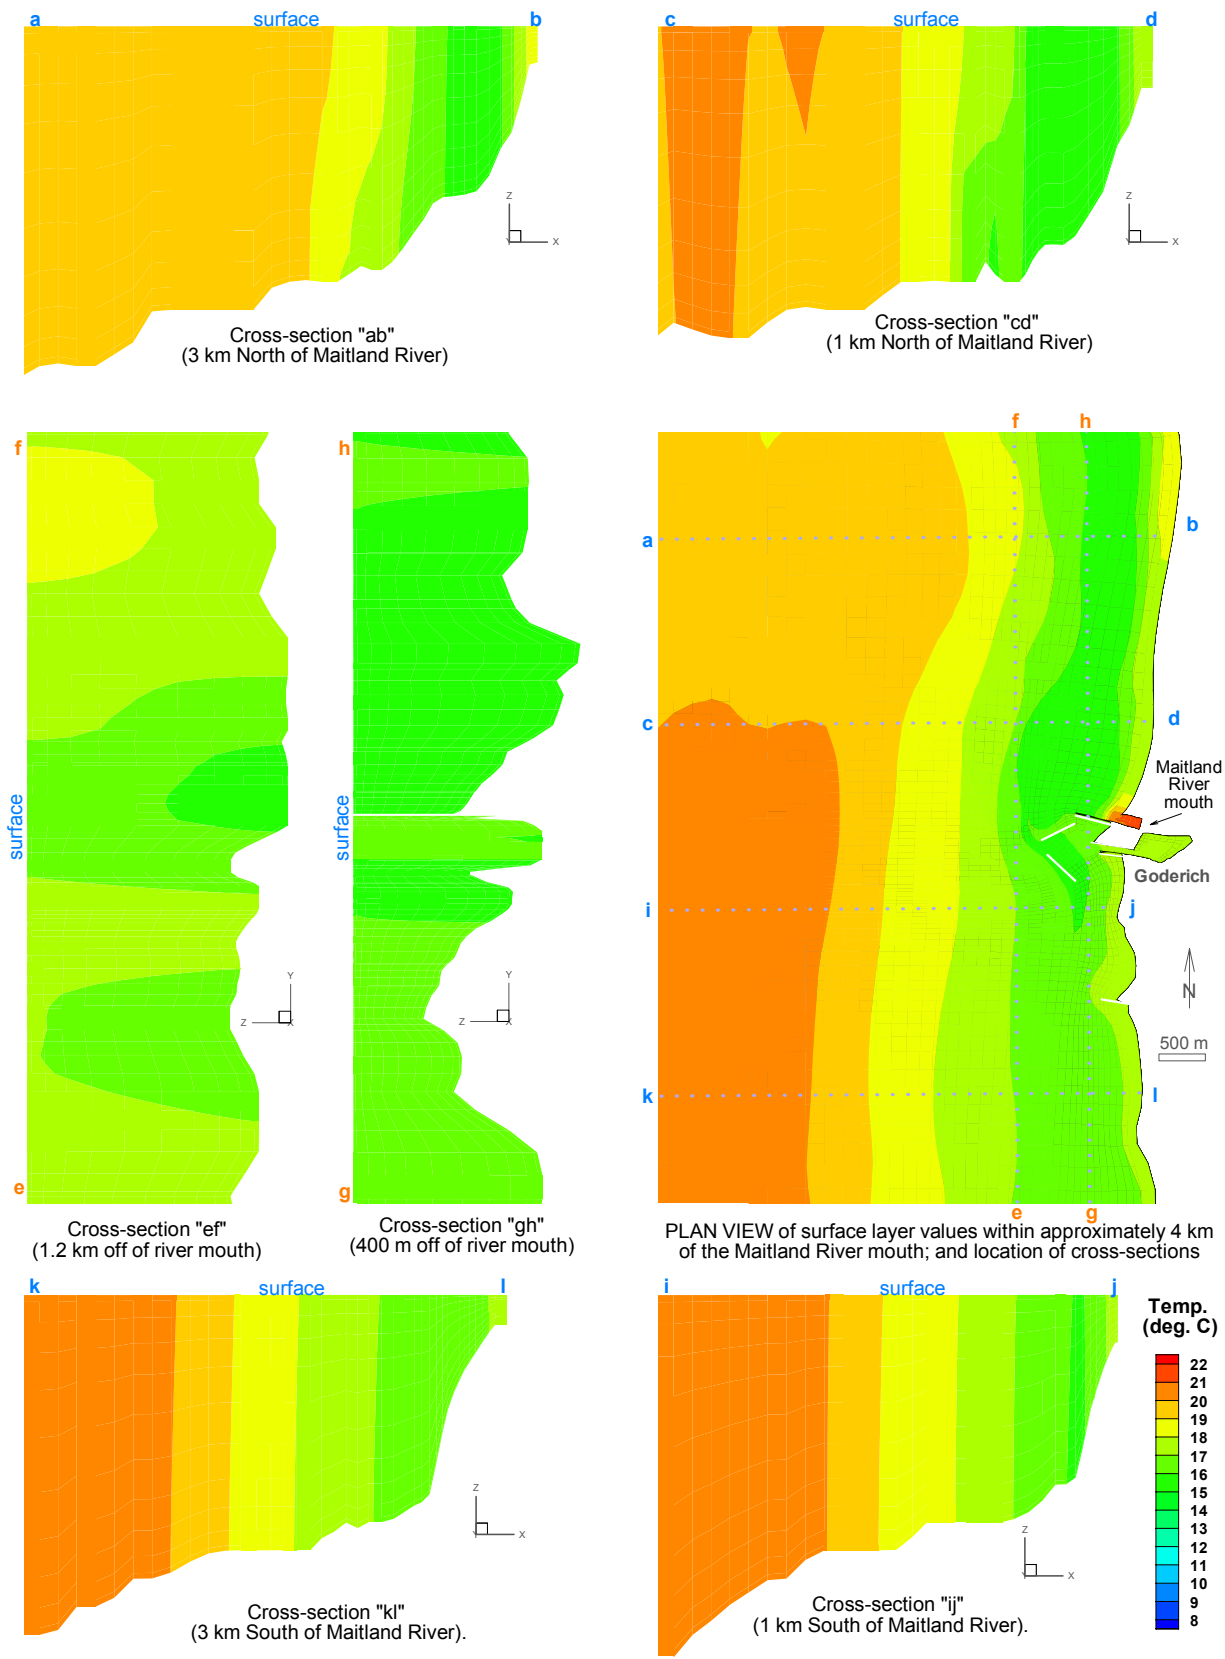 a surface b
c surface d
Z
X
Z
X
Cross-section "ab"
(3 km North of Maitland River)
Cross-section "cd"
(1 km North of Maitland River)
f
h
f h
a
b
c
d
Maitland
River
mouth
surface
surface
Goderich
i
j
N
500 m
Y
Z
X
Y
Z
X
k
l
e
g
e g
Cross-section "ef"
(1.2 km off of river mouth)
Cross-section "gh"
(400 m off of river mouth)
PLAN VIEW of surface layer values within approximately 4 km
of the Maitland River mouth; and location of cross-sections
k surface l
i surface j
Temp.
(deg. C)
22
21
20
19
18
17
16
15
14
13
12
11
10
9
8
Z
X
Z
X
Cross-section "kl"
(3 km South of Maitland River).
Cross-section "ij"
(1 km South of Maitland River).